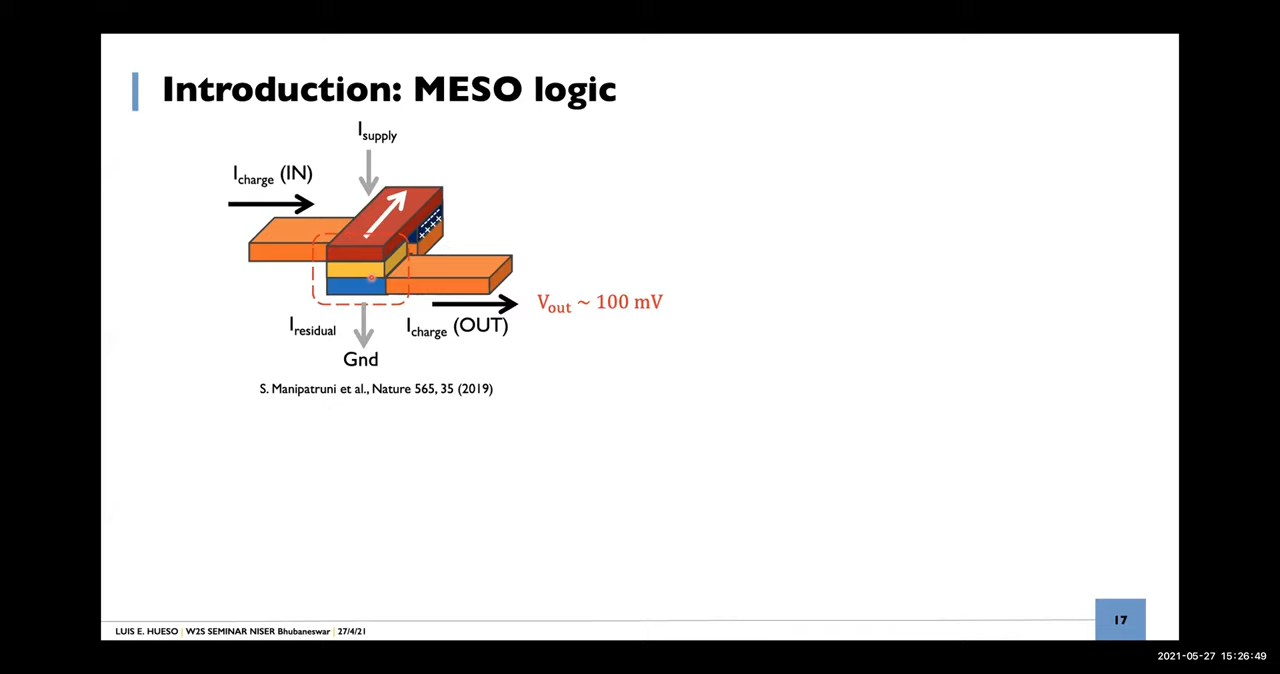 Introduction: MESO logic
Isupply
Icharge (IN)
Vout ~ 100 mV
Iresidual
Icharge (OUT)
Gnd
S. Manipatruni et al., Nature 565, 35 (2019)
LUIS E. HUESO | W2S SEMINAR NISER Bhubaneswar | 27/4/21
17
2021-05-27 15:26:49